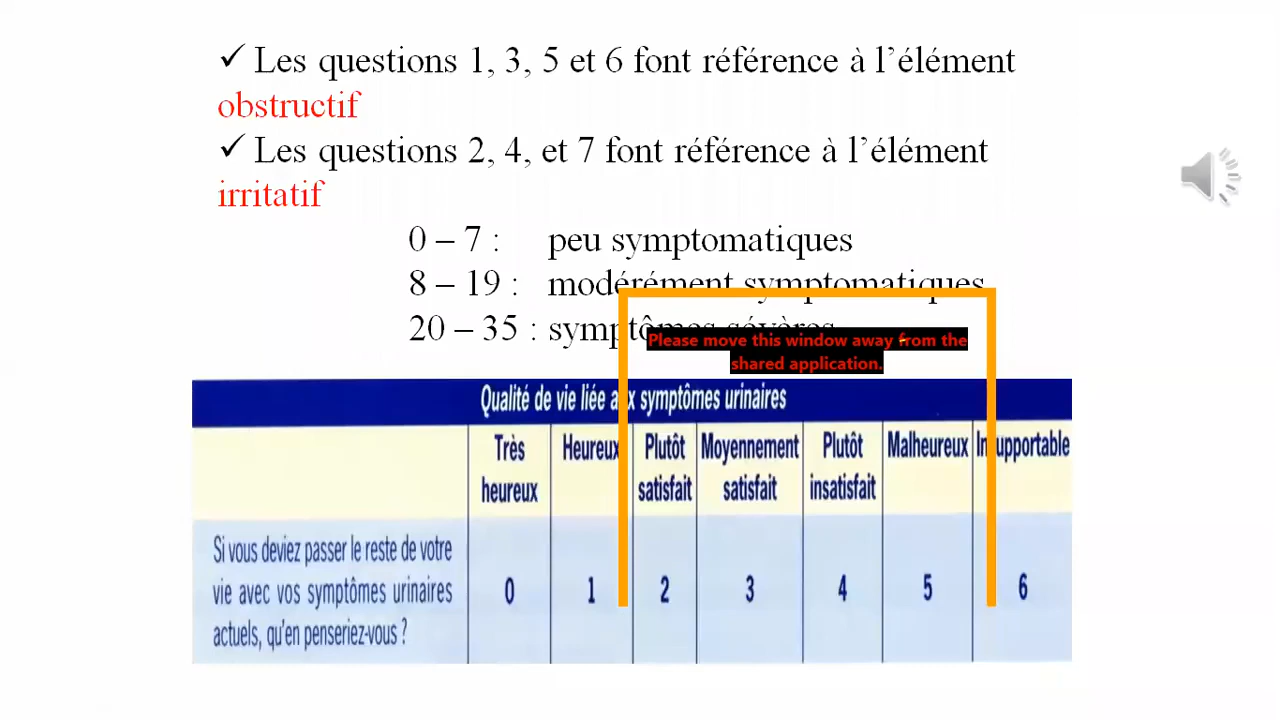 ✓ Les questions 1, 3, 5 et 6 font référence à l’élément
obstructif
✓ Les questions 2, 4, et 7 font référence à l’élément
irritatif
0 – 7 : peu symptomatiques
8 – 19 : modérément symptomatiques
20 – 35 : symptômes sévères
Please move this window away from the
shared application.
Qualité de vie liée aux symptômes urinaires
Très heureux
Heureux
Plutôt satisfait
Moyennement satisfait
Plutôt insatisfait
Malheureux
Insupportable
Si vous deviez passer le reste de votre
vie avec vos symptômes urinaires
actuels, qu'en penseriez-vous ?
0 1 2 3 4 5 6